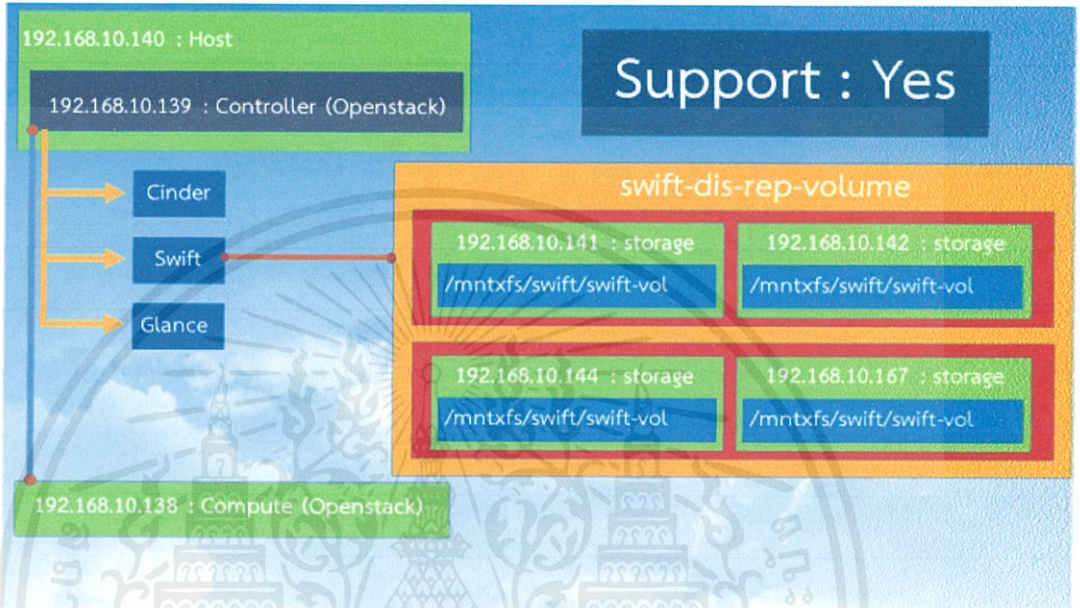 192.168.10.140 : Host
192.168.10.139 : Controller (Openstack)
Support : Yes
Cinder
Swift
Glance
swift-dis-rep-volume
192.168.10.141 : storage
192.168.10.142 : storage
/mntxfs/swift/swift-vol
/mntxfs/swift/swift-vol
192.168.10.144 : storage
192.168.10.167 : storage
/mntxfs/swift/swift-vol
/mntxfs/swift/swift-vol
192.168.10.138 : Compute (Openstack)